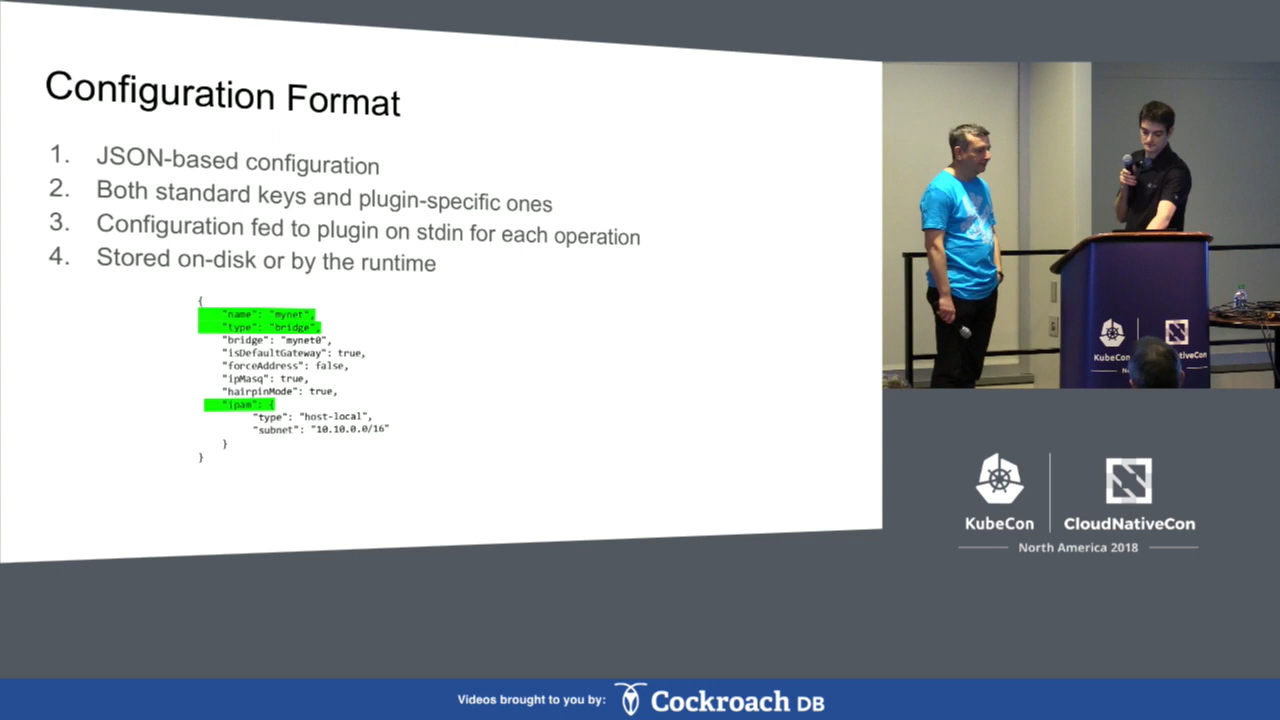 Configuration Format
1. JSON-based configuration
2. Both standard keys and plugin-specific ones
3. Configuration fed to plugin on stdin for each operation
4. Stored on-disk or by the runtime
{
"name": "mynet",
"type": "bridge",
"bridge": "mynet0",
"isDefaultGateway": true,
"forceAddress": false,
"ipMasq": true,
"hairpinMode": true,
"ipam": {
"type": "host-local",
"subnet": "10.10.0.0/16"
}
}
KubeCon
KubeCon CloudNativeCon
North America 2018
Videos brought to you by: Cockroach DB